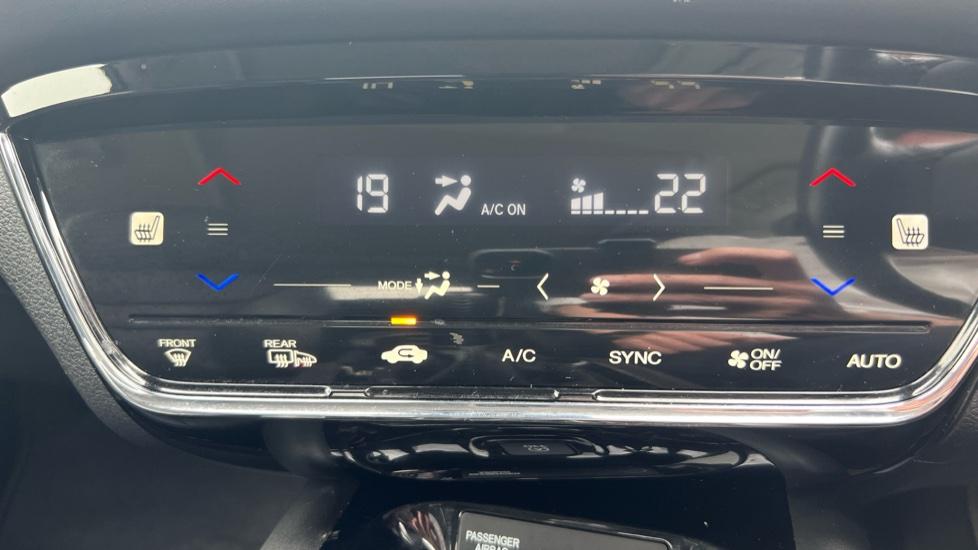 19 A/C ON 22
MODE
FRONT REAR A/C SYNC ON/OFF AUTO
PASSENGER
AIRBAG